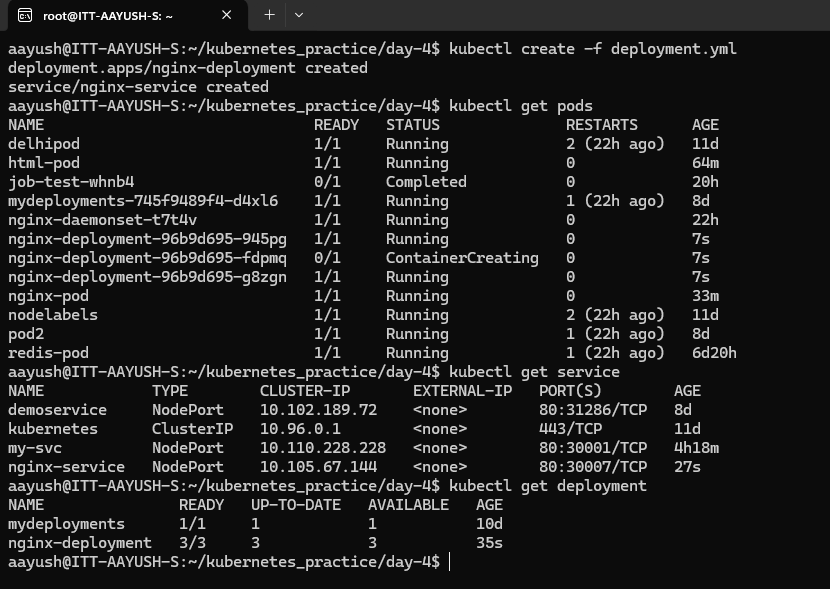 root@ITT-AAYUSH-S: ~
aayush@ITT-AAYUSH-S:~/kubernetes_practice/day-4$ kubectl create -f deployment.yml
deployment.apps/nginx-deployment created
service/nginx-service created
aayush@ITT-AAYUSH-S:~/kubernetes_practice/day-4$ kubectl get pods
NAME READY STATUS RESTARTS AGE
delhipod 1/1 Running 2 (22h ago) 11d
html-pod 1/1 Running 0 64m
job-test-whnb4 0/1 Completed 0 20h
mydeployments-745f9489f4-d4xl6 1/1 Running 1 (22h ago) 8d
nginx-daemonset-t7t4v 1/1 Running 0 22h
nginx-deployment-96b9d695-945pg 1/1 Running 0 7s
nginx-deployment-96b9d695-fdpmq 0/1 ContainerCreating 0 7s
nginx-deployment-96b9d695-g8zgn 1/1 Running 0 7s
nginx-pod 1/1 Running 0 33m
nodelabels 1/1 Running 2 (22h ago) 11d
pod2 1/1 Running 1 (22h ago) 8d
redis-pod 1/1 Running 1 (22h ago) 6d20h
aayush@ITT-AAYUSH-S:~/kubernetes_practice/day-4$ kubectl get service
NAME TYPE CLUSTER-IP EXTERNAL-IP PORT(S) AGE
demoservice NodePort 10.102.189.72 <none> 80:31286/TCP 8d
kubernetes ClusterIP 10.96.0.1 <none> 443/TCP 11d
my-svc NodePort 10.110.228.228 <none> 80:30001/TCP 4h18m
nginx-service NodePort 10.105.67.144 <none> 80:30007/TCP 27s
aayush@ITT-AAYUSH-S:~/kubernetes_practice/day-4$ kubectl get deployment
NAME READY UP-TO-DATE AVAILABLE AGE
mydeployments 1/1 1 1 10d
nginx-deployment 3/3 3 3 35s
aayush@ITT-AAYUSH-S:~/kubernetes_practice/day-4$